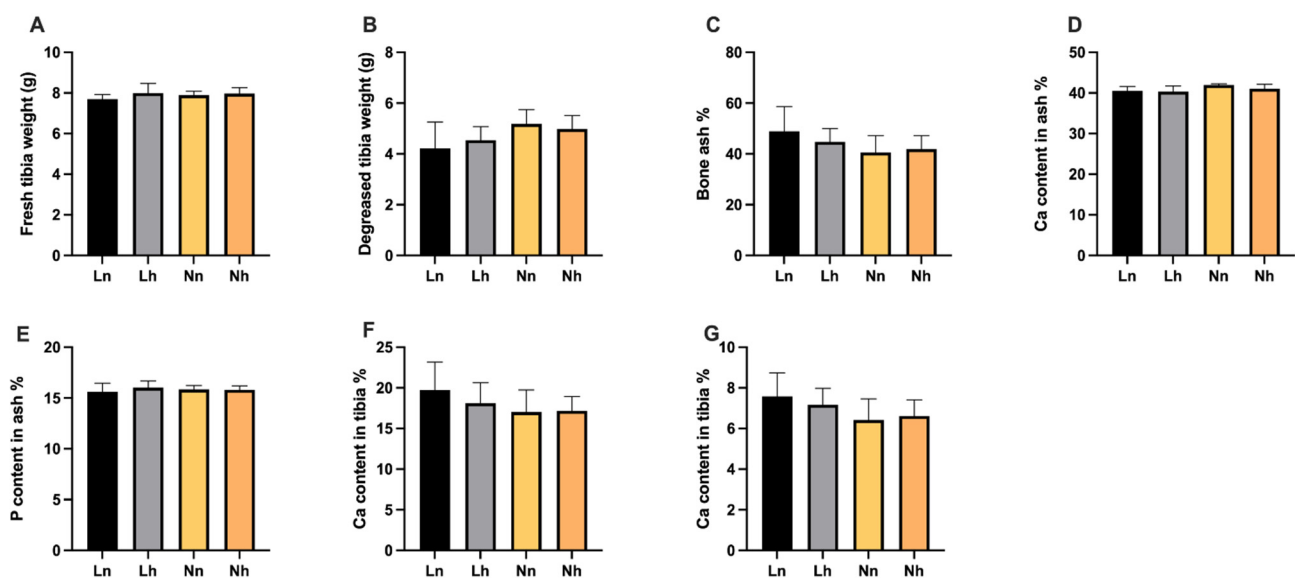 A
Fresh tibia weight (g)
10
8
6
4
2
0
Ln Lh Nn Nh
B
Degreased tibia weight (g)
8
6
4
2
0
Ln Lh Nn Nh
C
Bone ash %
80
60
40
20
0
Ln Lh Nn Nh
D
Ca content in ash %
50
40
30
20
10
0
Ln Lh Nn Nh
E
P content in ash %
20
15
10
5
0
Ln Lh Nn Nh
F
Ca content in tibia %
25
20
15
10
5
0
Ln Lh Nn Nh
G
Ca content in tibia %
10
8
6
4
2
0
Ln Lh Nn Nh